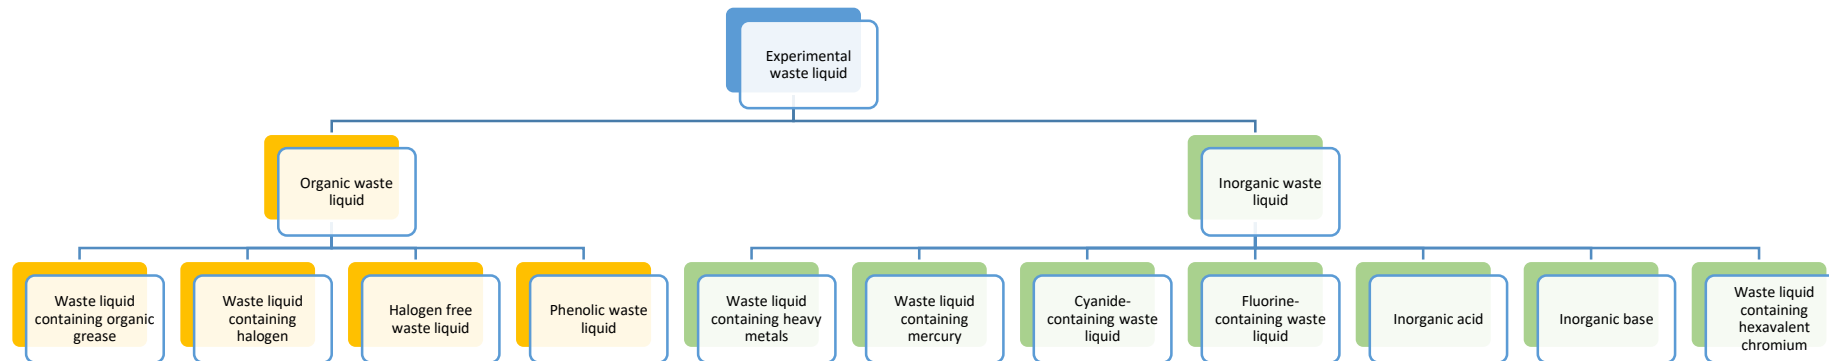 Experimental
waste liquid
Organic waste
liquid
Inorganic waste
liquid
Waste liquid
containing organic
grease
Waste liquid
containing
halogen
Halogen free
waste liquid
Phenolic waste
liquid
Waste liquid
containing heavy
metals
Waste liquid
containing
mercury
Cyanide-
containing waste
liquid
Fluorine-
containing waste
liquid
Inorganic acid
Inorganic base
Waste liquid
containing
hexavalent
chromium